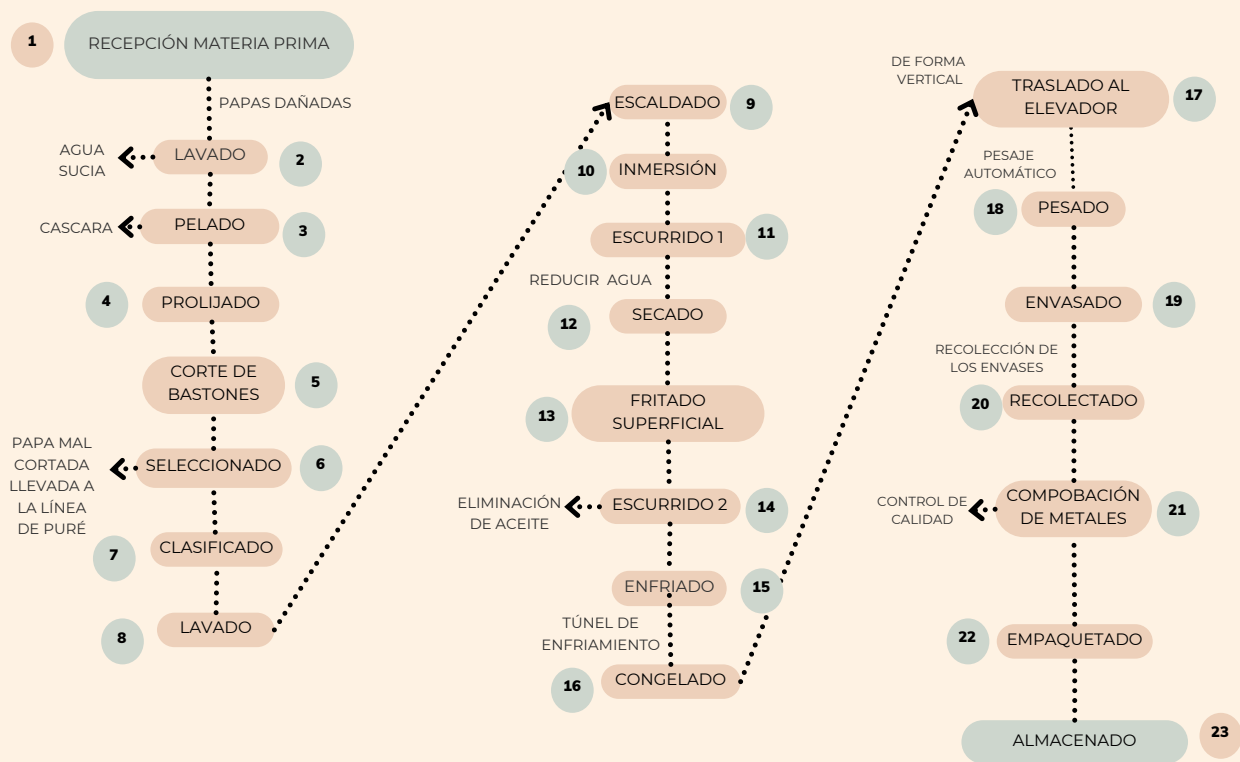 1
RECEPCIÓN MATERIA PRIMA
PAPAS DAÑADAS
AGUA
SUCIA
LAVADO
2
CASCARA
PELADO
3
4
PROLIJADO
CORTE DE
BASTONES
5
PAPA MAL
CORTADA
LLEVADA A
LA LÍNEA
DE PURÉ
SELECCIONADO
6
7
CLASIFICADO
8
LAVADO
ESCALDADO
9
10
INMERSIÓN
ESCURRIDO 1
11
REDUCIR AGUA
12
SECADO
13
FRITADO
SUPERFICIAL
ELIMINACIÓN
DE ACEITE
ESCURRIDO 2
14
ENFRIADO
15
TÚNEL DE
ENFRIAMIENTO
16
CONGELADO
DE FORMA
VERTICAL
TRASLADO AL
ELEVADOR
17
PESAJE
AUTOMÁTICO
18
PESADO
ENVASADO
19
RECOLECCIÓN DE
LOS ENVASES
20
RECOLECTADO
CONTROL DE
CALIDAD
COMPOBACIÓN
DE METALES
21
22
EMPAQUETADO
ALMACENADO
23